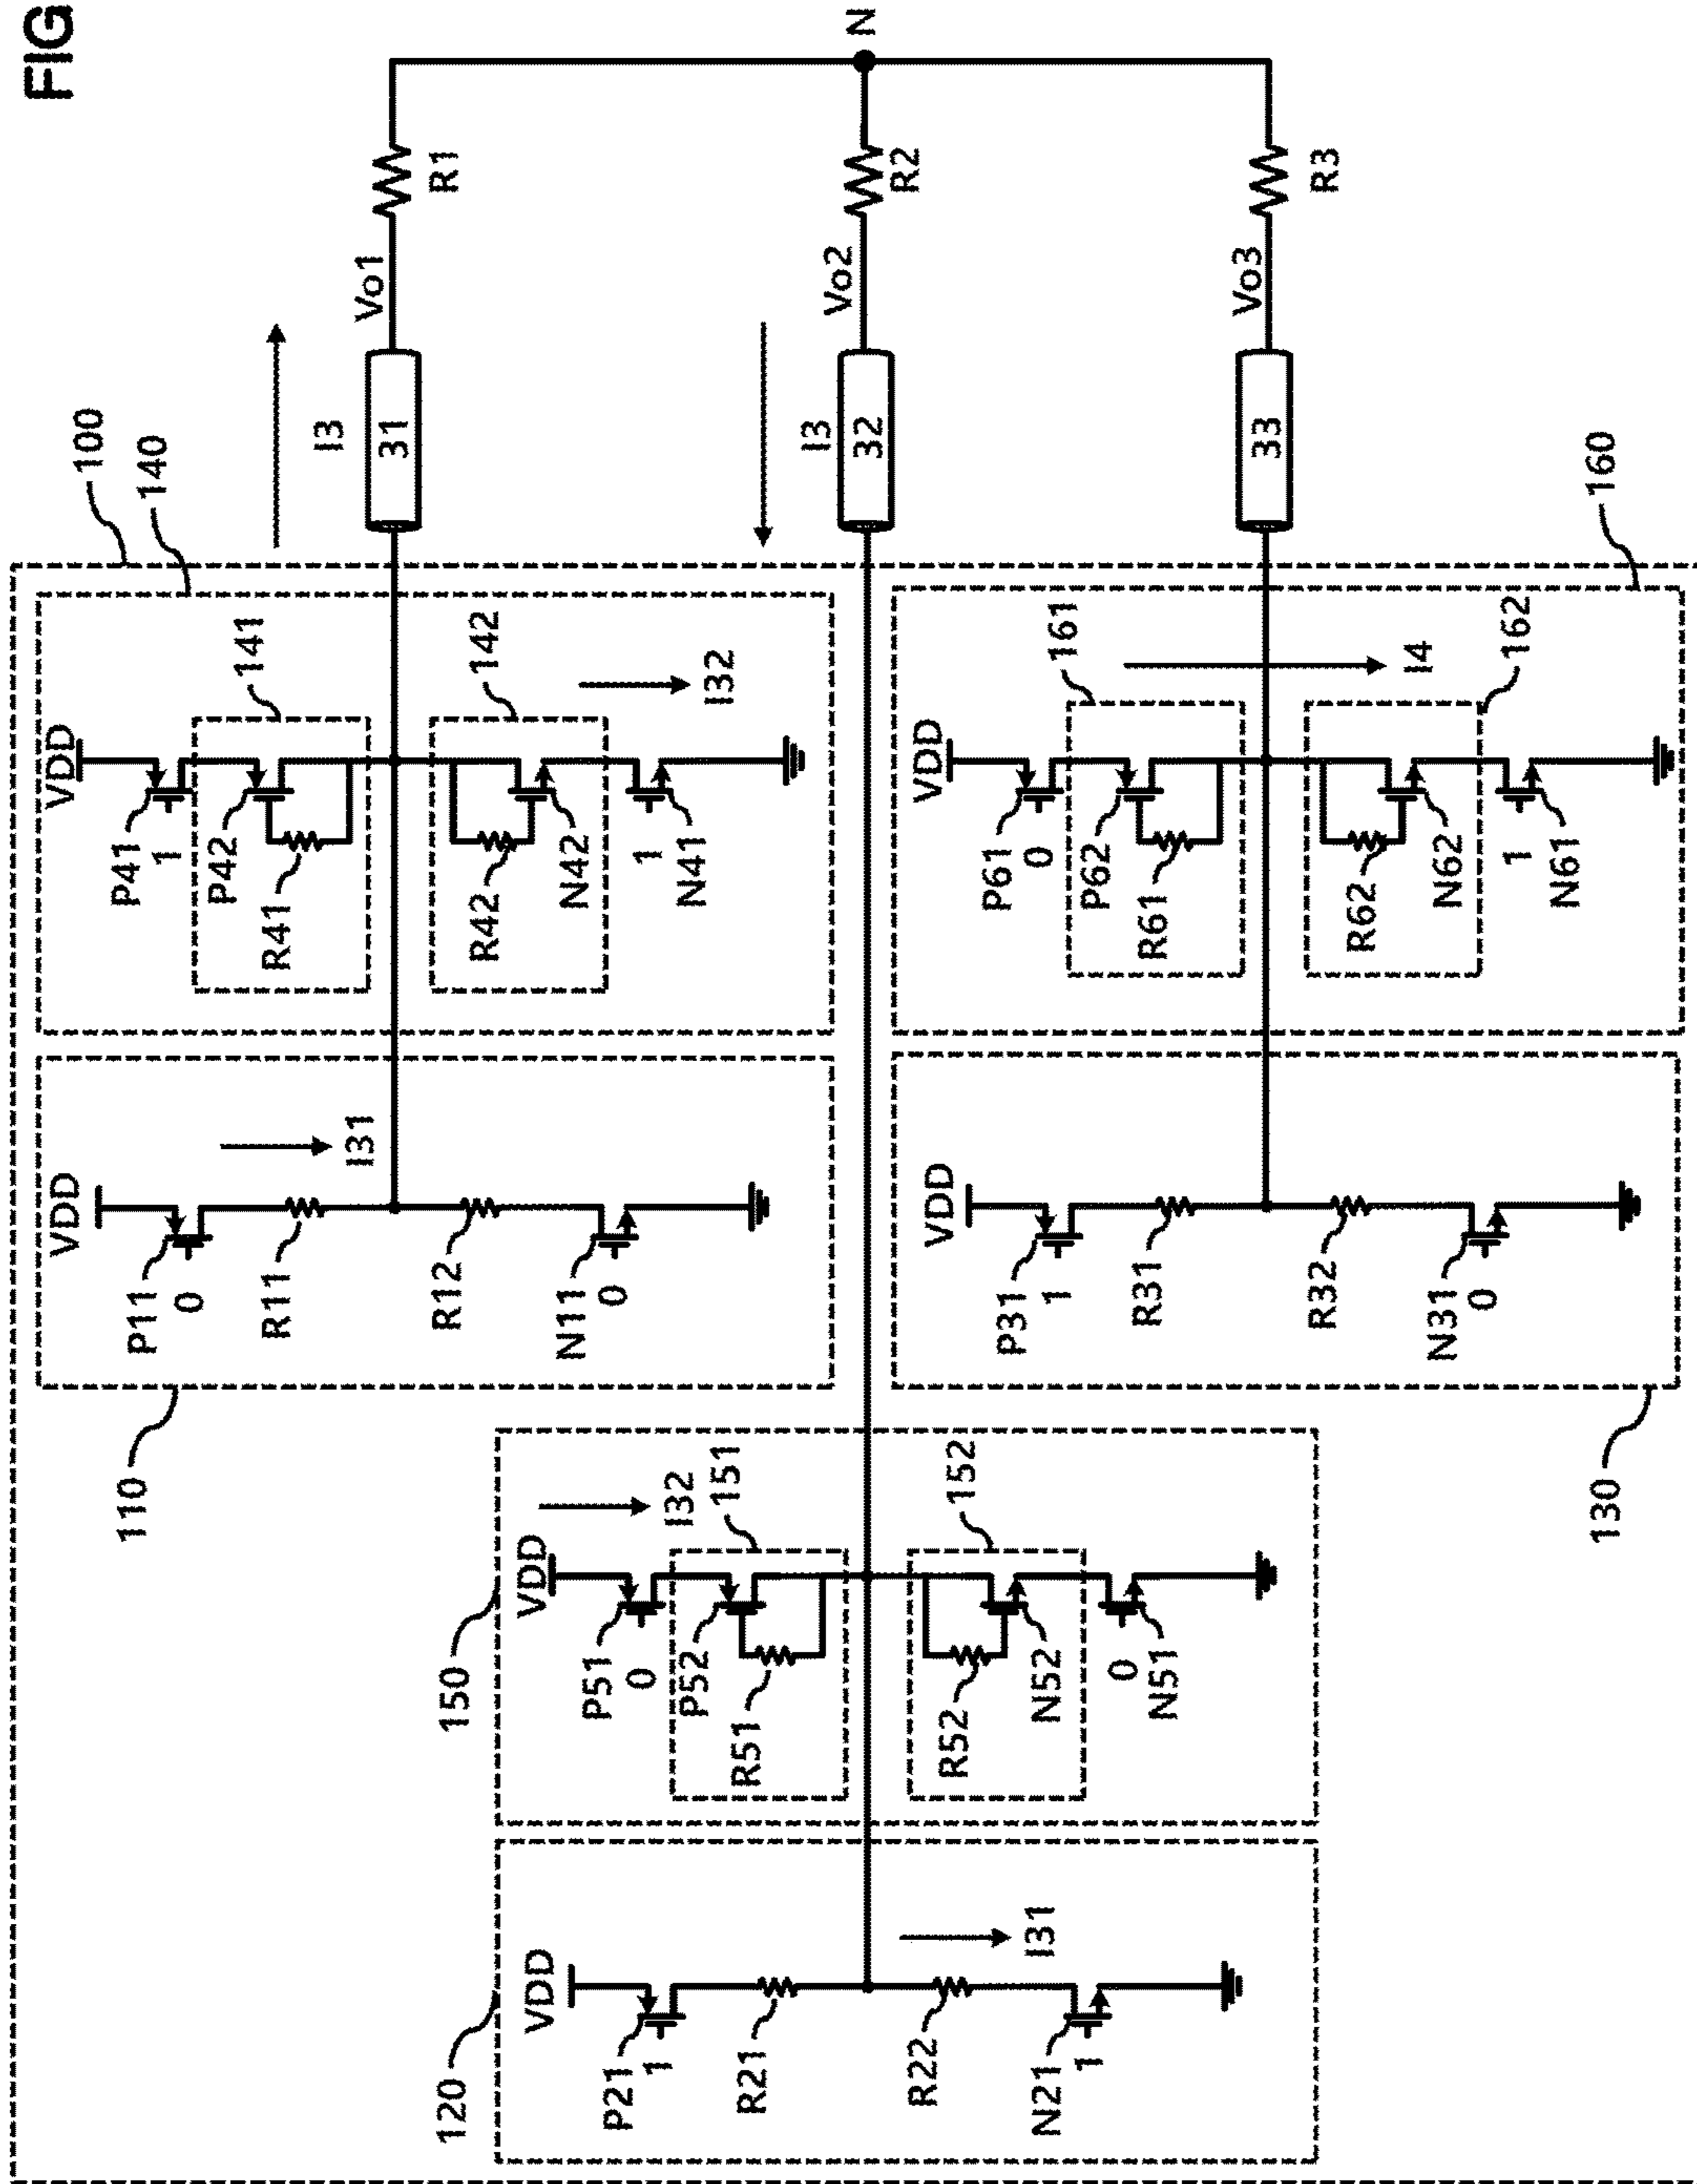 FIG
100
140
110
150
120
160
130
VDD
P41
1
P42
R41
141
142
R42
N42
1
N41
I32
VDD
P11
0
R11
I31
R12
N11
0
VDD
P51
0
P52
R51
I32
151
152
R52
N52
0
N51
VDD
P21
1
R21
R22
I31
N21
1
VDD
P61
0
P62
R61
161
162
I4
R62
N62
1
N61
VDD
P31
1
R31
R32
N31
0
I3
31
Vo1
R1
I3
32
Vo2
R2
N
33
Vo3
R3